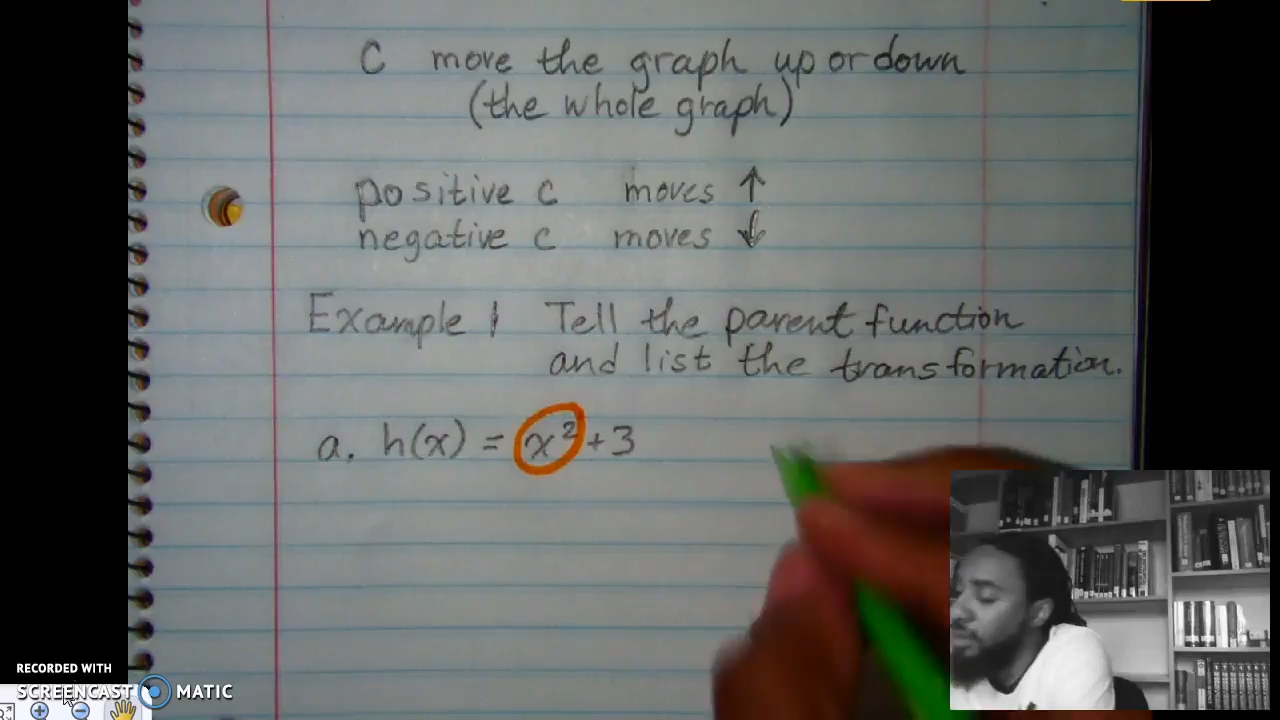 C move the graph up or down
(the whole graph)
positive c moves ↑
negative c moves ↓
Example 1 Tell the parent function
and list the transformation.
a. h(x) = x² + 3
RECORDED WITH
SCREENCAST MATIC